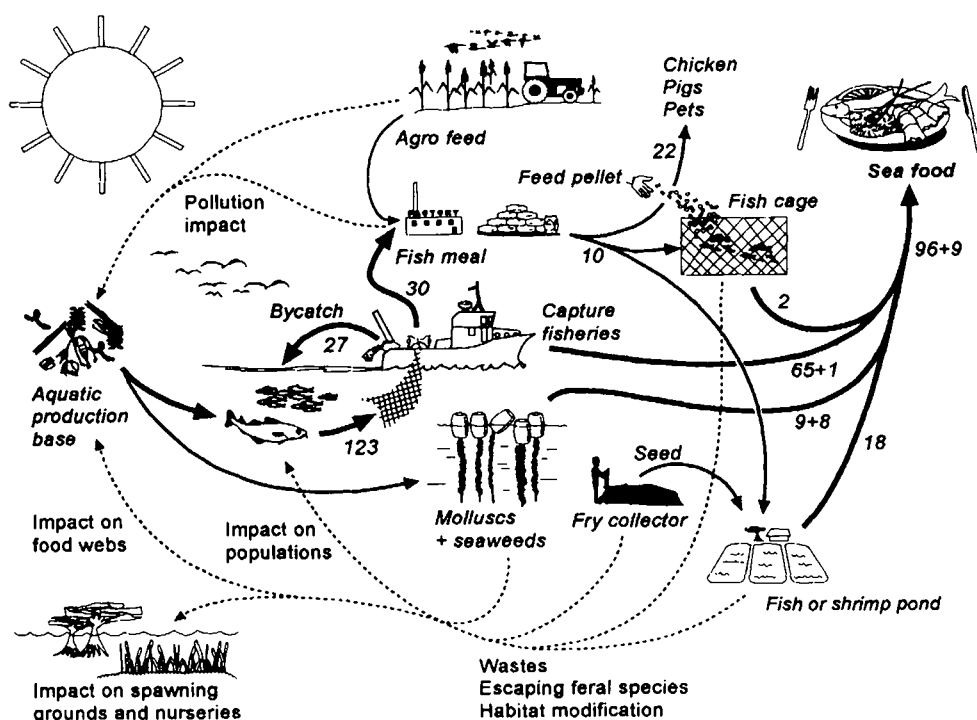 Chicken
Pigs
Pets
Agro feed
22
Feed pellet
Sea food
Fish cage
Pollution
impact
FACTORY
Fish meal
10
96+9
30
2
Bycatch
27
Capture
fisheries
65+1
Aquatic
production
base
123
9+8
18
Seed
Impact on
food webs
Impact on
populations
Molluscs
+ seaweeds
Fry collector
Fish or shrimp pond
Wastes
Escaping feral species
Habitat modification
Impact on spawning
grounds and nurseries